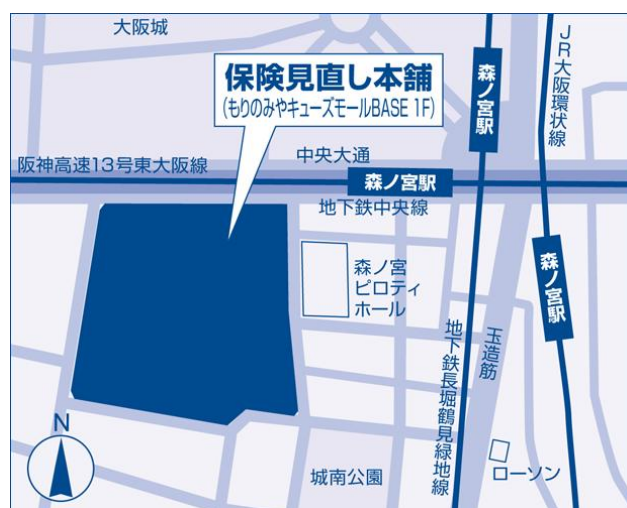 大阪城
保険見直し本舗
(もりのみやキューズモールBASE 1F)
森ノ宮駅
JR大阪環状線
中央大通
阪神高速13号東大阪線
森ノ宮駅
地下鉄中央線
森ノ宮
ピロティ
ホール
森ノ宮駅
地下鉄長堀鶴見緑地線
玉造筋
N
城南公園
ローソン